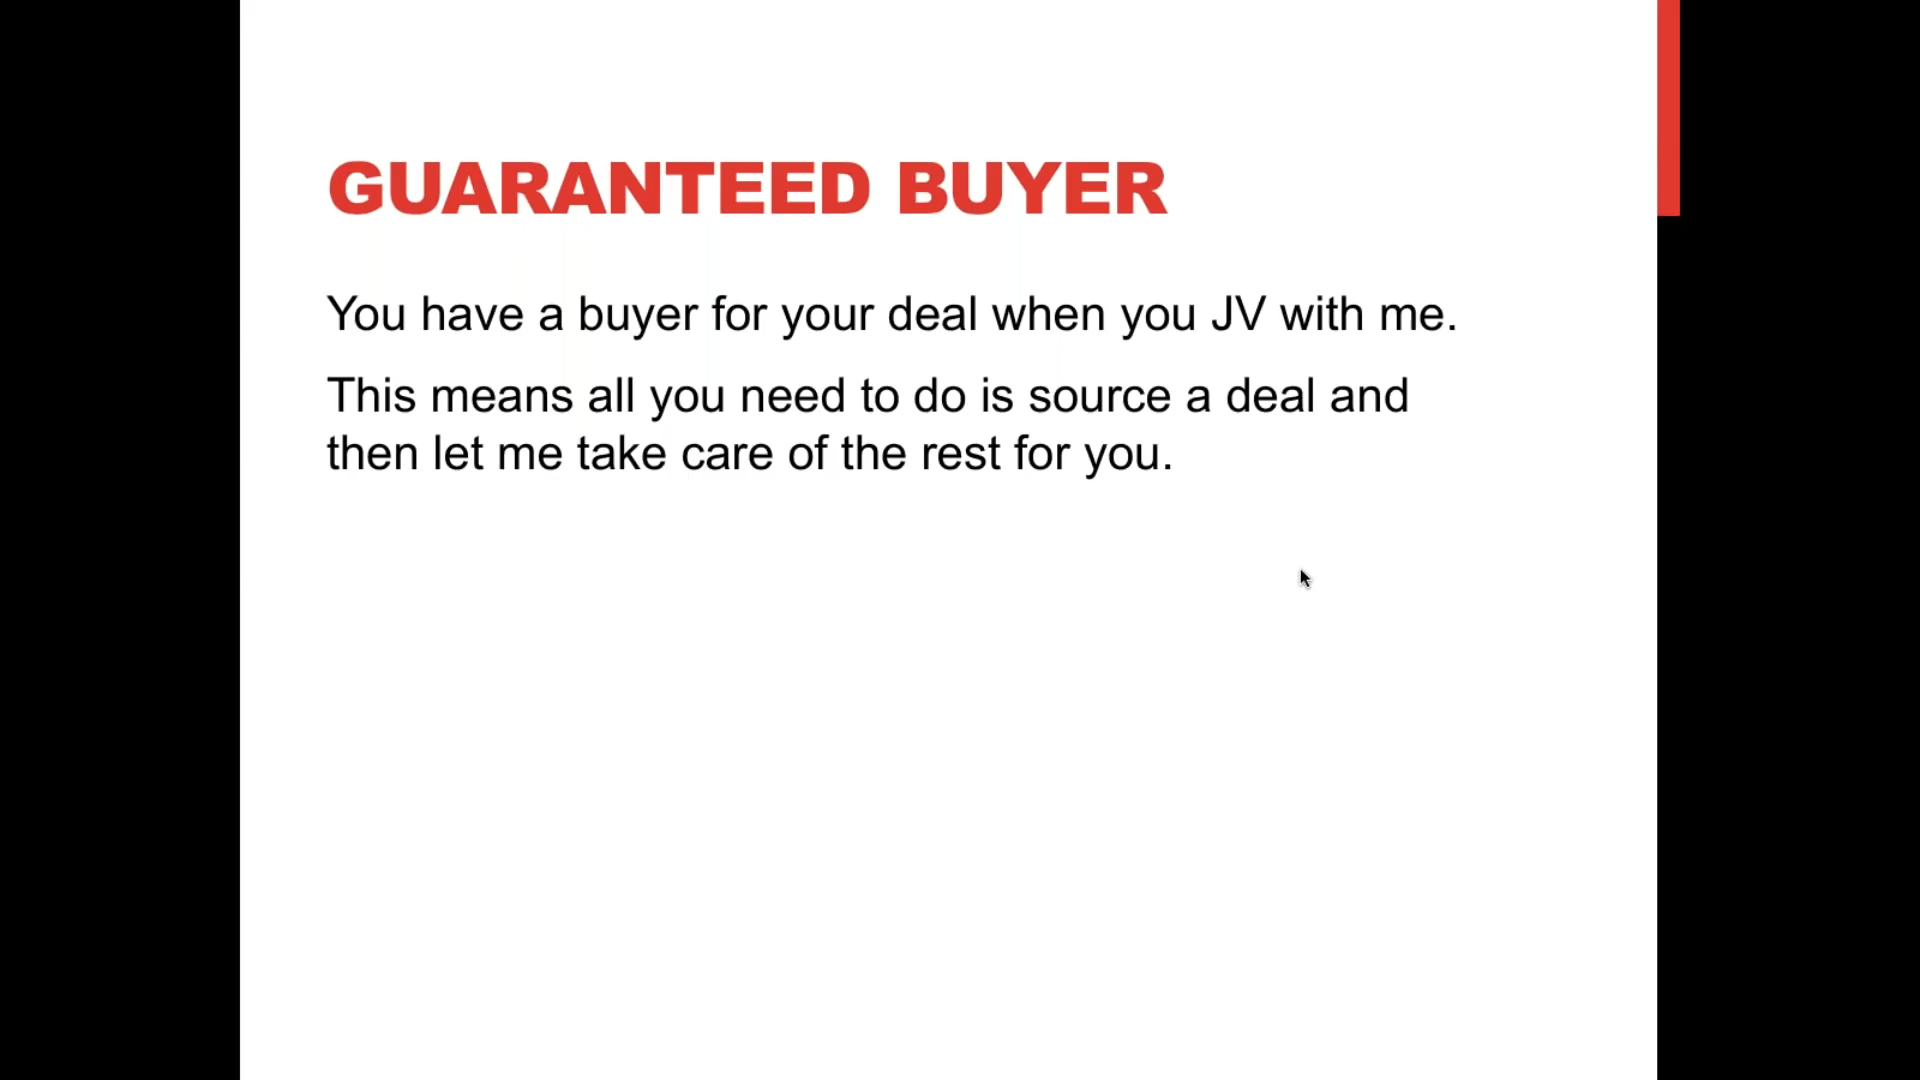 GUARANTEED BUYER
You have a buyer for your deal when you JV with me.
This means all you need to do is source a deal and
then let me take care of the rest for you.